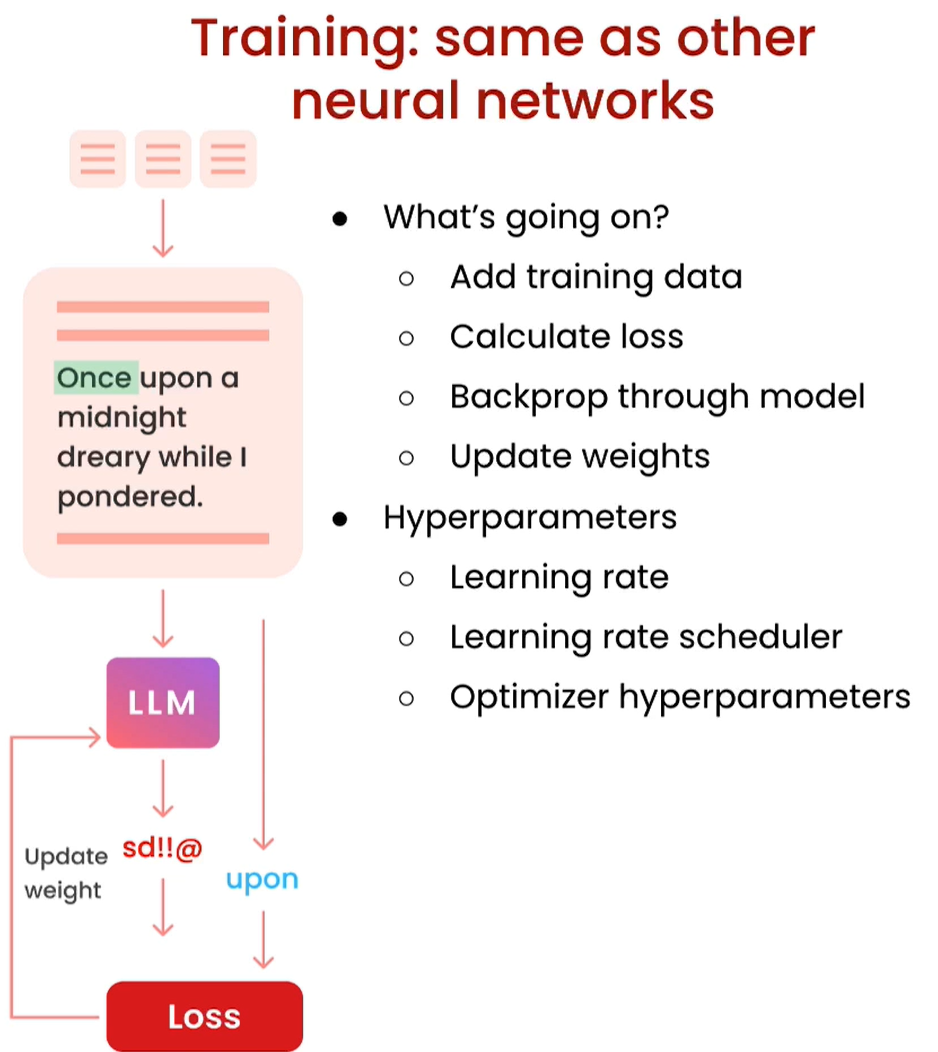 Training: same as other
neural networks
Once upon a
midnight
dreary while I
pondered.
LLM
Update
weight
sd!!@
upon
Loss
● What’s going on?
○ Add training data
○ Calculate loss
○ Backprop through model
○ Update weights
● Hyperparameters
○ Learning rate
○ Learning rate scheduler
○ Optimizer hyperparameters